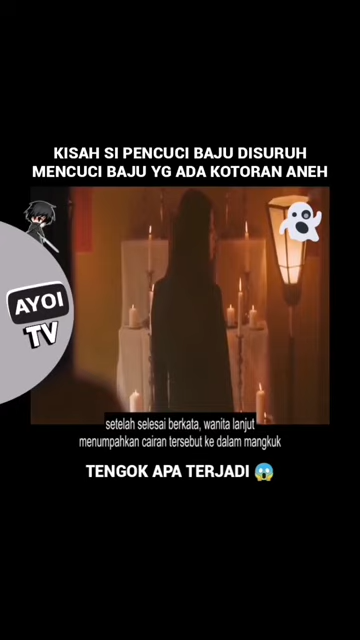 KISAH SI PENCUCI BAJU DISURUH
MENCUCI BAJU YG ADA KOTORAN ANEH
AYOI
TV
setelah selesai berkata, wanita lanjut
menumpahkan cairan tersebut ke dalam mangkuk
TENGOK APA TERJADI 😱